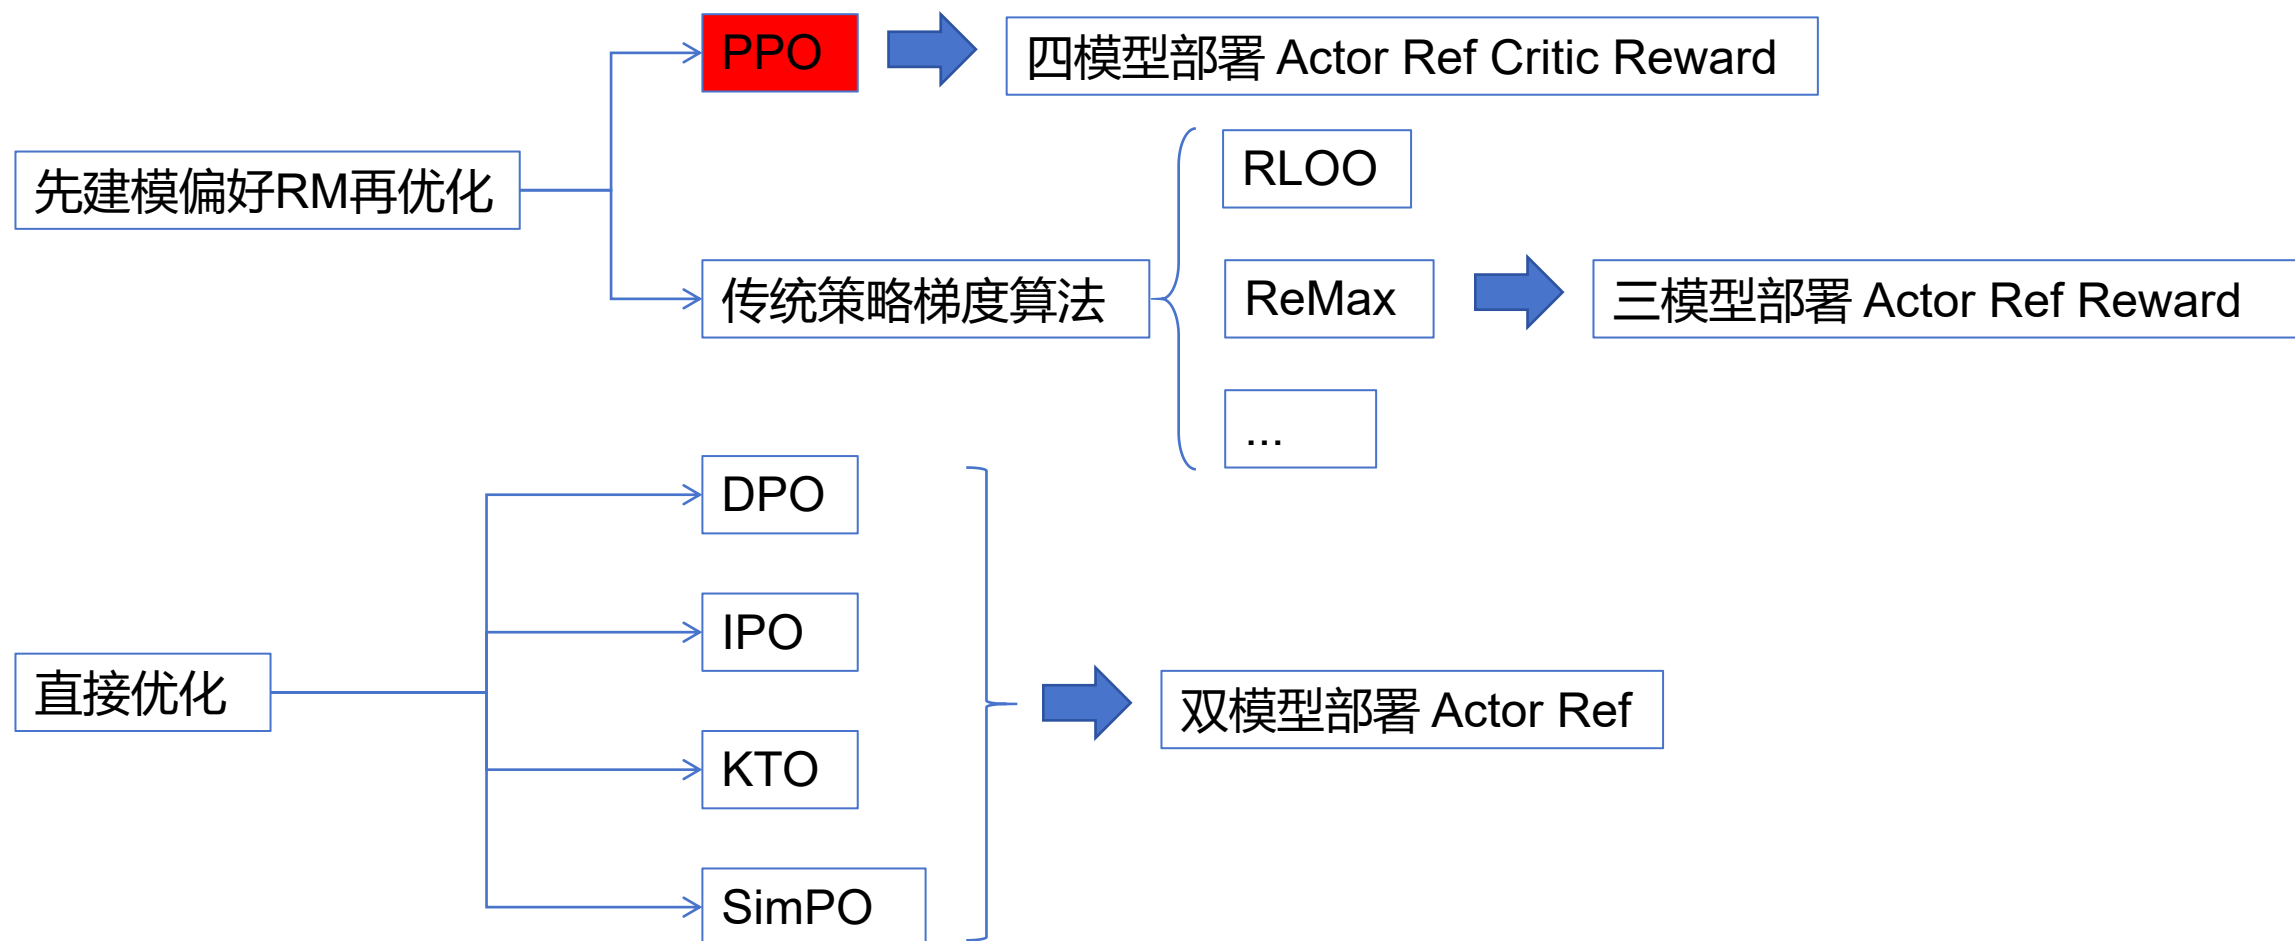 PPO
四模型部署 Actor Ref Critic Reward
先建模偏好RM再优化
RLOO
传统策略梯度算法
ReMax
三模型部署 Actor Ref Reward
...
DPO
IPO
直接优化
双模型部署 Actor Ref
KTO
SimPO